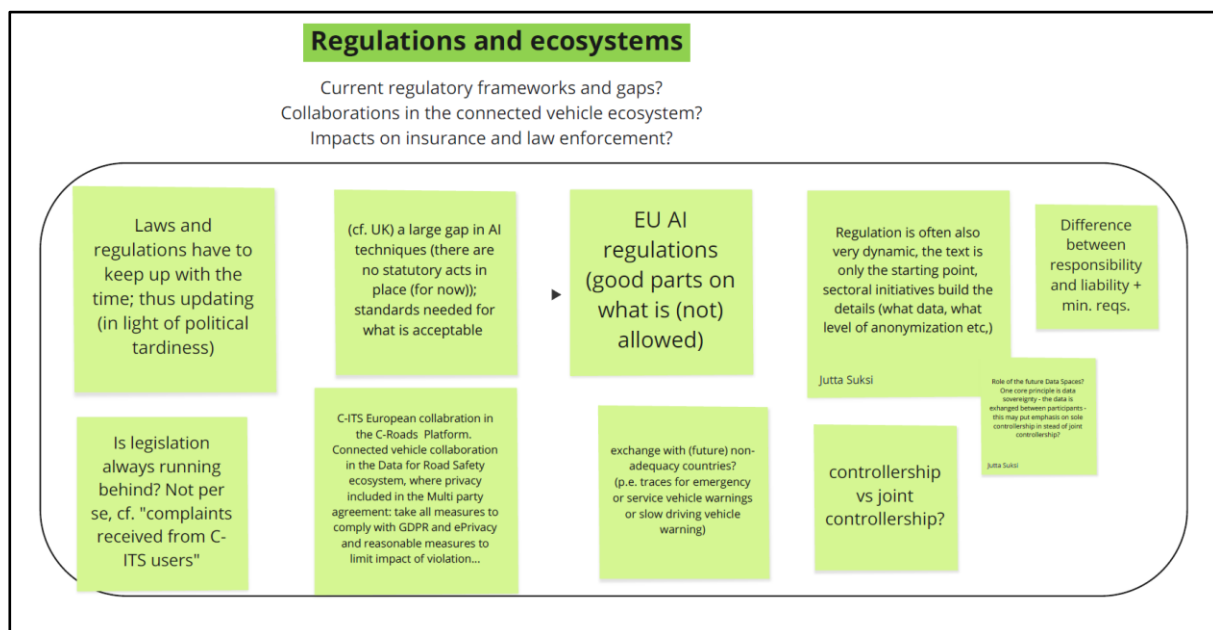 Regulations and ecosystems
Current regulatory frameworks and gaps?
Collaborations in the connected vehicle ecosystem?
Impacts on insurance and law enforcement?
Laws and
regulations have to
keep up with the
time; thus updating
(in light of political
tardiness)
(cf. UK) a large gap in AI
techniques (there are
no statutory acts in
place (for now));
standards needed for
what is acceptable
EU AI
regulations
(good parts on
what is (not)
allowed)
Regulation is often also
very dynamic, the text is
only the starting point,
sectoral initiatives build the
details (what data, what
level of anonymization etc,)
Jutta Suksi
Difference
between
responsibility
and liability +
min. reqs.
Is legislation
always running
behind? Not per
se, cf. "complaints
received from C-
ITS users"
C-ITS European collabration in
the C-Roads Platform.
Connected vehicle collaboration
in the Data for Road Safety
ecosystem, where privacy
included in the Multi party
agreement: take all measures to
comply with GDPR and ePrivacy
and reasonable measures to
limit impact of violation...
exchange with (future) non-
adequacy countries?
(p.e. traces for emergency
or service vehicle warnings
or slow driving vehicle
warning)
controllership
vs joint
controllership?
Role of the future Data Spaces?
One core principle is data
sovereignty - the data is
exhanged between participants -
this may put emphasis on sole
controllership in stead of joint
controllership?
Jutta Suksi